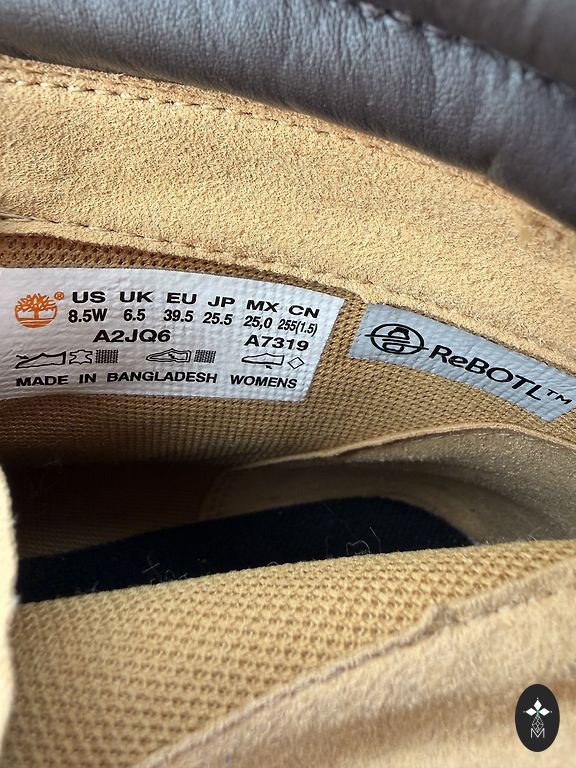 ® US UK EU JP MX CN
8.5W 6.5 39.5 25.5 25,0 255(1.5)
A2JQ6 A7319
MADE IN BANGLADESH WOMENS
ReBOTL™
M